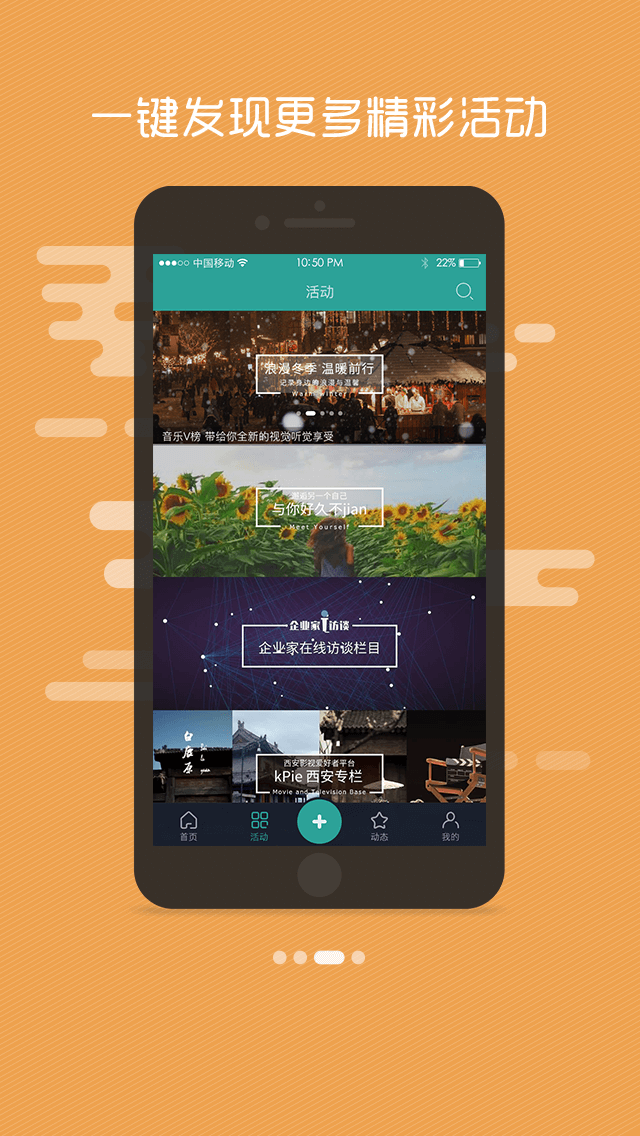 一键发现更多精彩活动
中国移动
10:50 PM
22%
活动
浪漫冬季 温暖前行
记录身边的浪漫与温馨
Warm winter
音乐V榜 带给你全新的视觉听觉享受
邂逅另一个自己
与你好久不jian
Meet Yourself
企业家 访谈
企业家在线访谈栏目
白鹿原
西安影视爱好者平台
kPie 西安专栏
Movie and Television Base
首页
活动
动态
我的